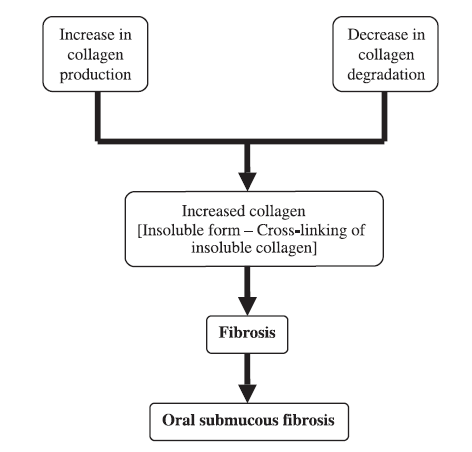 Increase in
collagen
production
Decrease in
collagen
degradation
Increased collagen
[Insoluble form – Cross-linking of
insoluble collagen]
Fibrosis
Oral submucous fibrosis